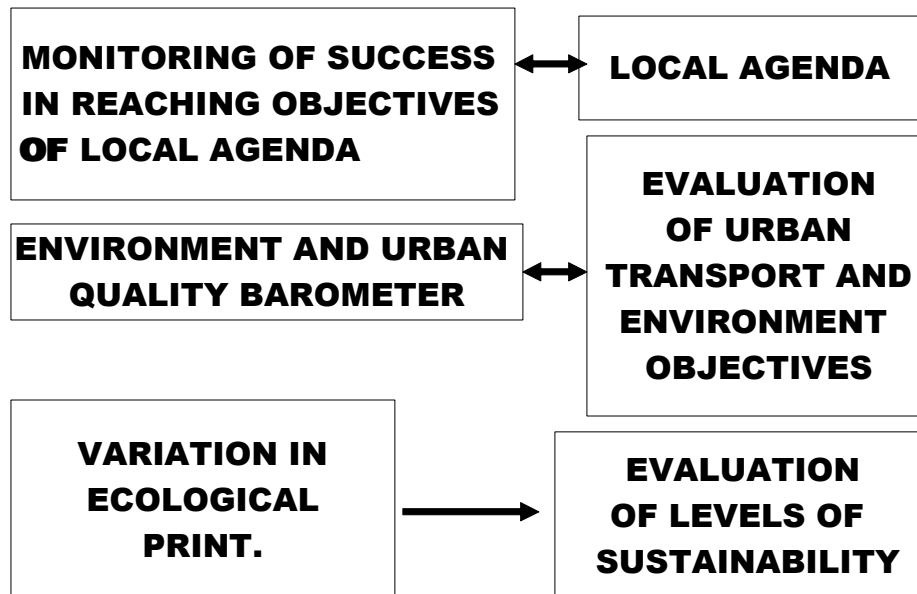 MONITORING OF SUCCESS
IN REACHING OBJECTIVES
OF LOCAL AGENDA
LOCAL AGENDA
ENVIRONMENT AND URBAN
QUALITY BAROMETER
EVALUATION
OF URBAN
TRANSPORT AND
ENVIRONMENT
OBJECTIVES
VARIATION IN
ECOLOGICAL
PRINT.
EVALUATION
OF LEVELS OF
SUSTAINABILITY